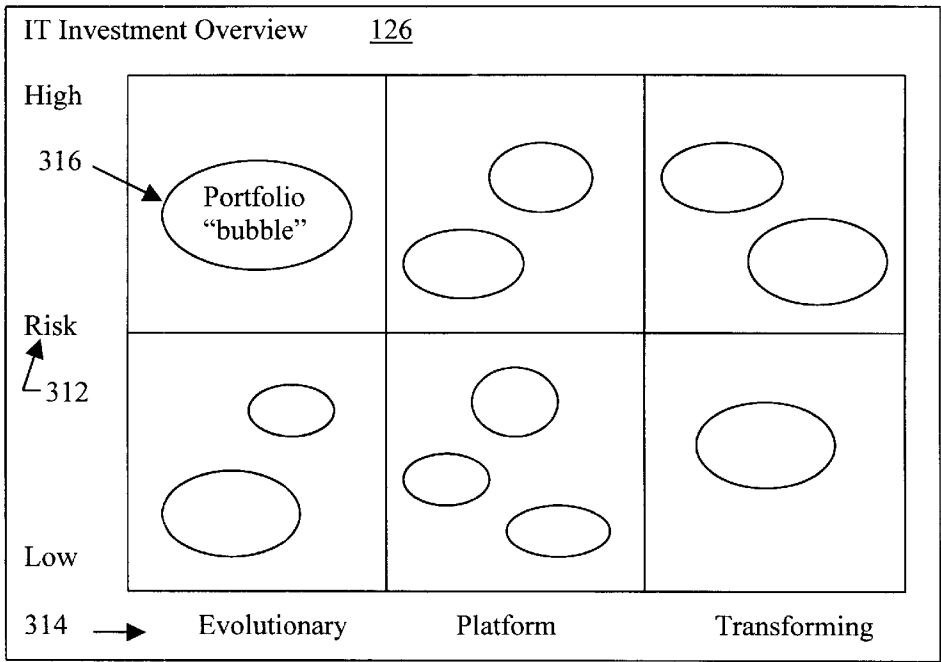 IT Investment Overview 126
High
316
Portfolio
“bubble”
Risk
312
Low
314 Evolutionary Platform Transforming